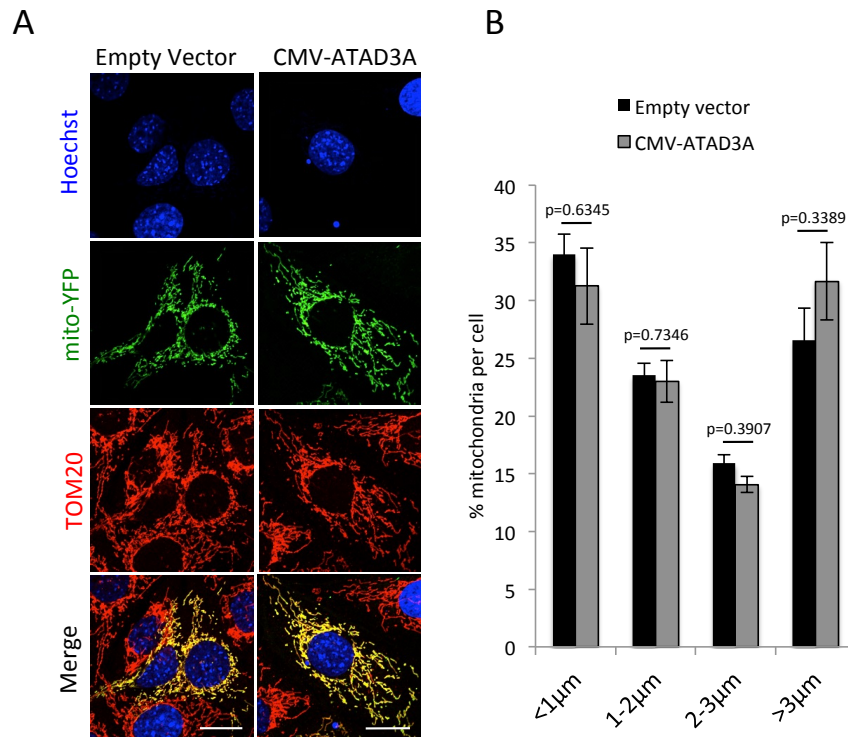 A
Empty Vector
CMV-ATAD3A
Hoechst
mito-YFP
TOM20
Merge
B
Empty vector
CMV-ATAD3A
% mitochondria per cell
40
35
30
25
20
15
10
5
0
p=0.6345
p=0.7346
p=0.3907
p=0.3389
<1μm
1-2μm
2-3μm
>3μm